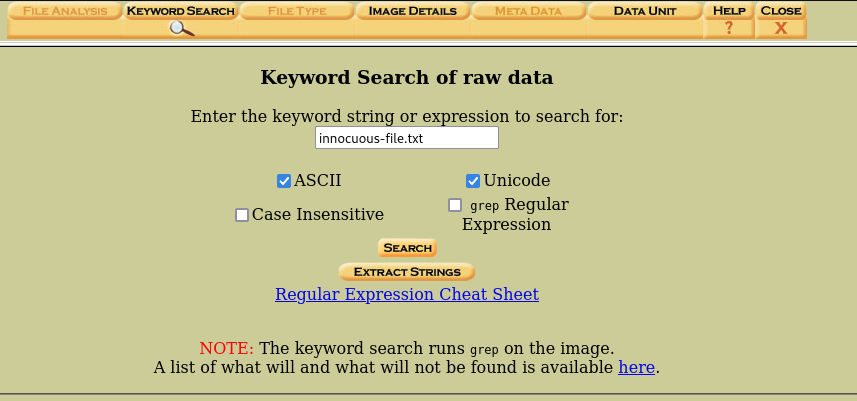 FILE ANALYSIS KEYWORD SEARCH FILE TYPE IMAGE DETAILS META DATA DATA UNIT HELP CLOSE
? X
Keyword Search of raw data
Enter the keyword string or expression to search for:
innocuous-file.txt
ASCII Unicode
Case Insensitive grep Regular
Expression
SEARCH
EXTRACT STRINGS
Regular Expression Cheat Sheet
NOTE: The keyword search runs grep on the image.
A list of what will and what will not be found is available here.